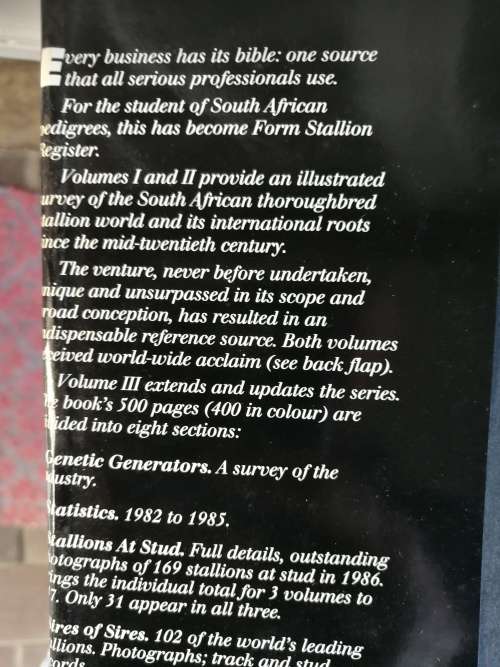 Every business has its bible: one source
that all serious professionals use.
For the student of South African
pedigrees, this has become Form Stallion
Register.
Volumes I and II provide an illustrated
urvey of the South African thoroughbred
tallion world and its international roots
ince the mid-twentieth century.
The venture, never before undertaken,
nique and unsurpassed in its scope and
road conception, has resulted in an
dispensable reference source. Both volumes
ceived world-wide acclaim (see back flap).
Volume III extends and updates the series.
he book's 500 pages (400 in colour) are
ided into eight sections:
Genetic Generators. A survey of the
dustry.
tatistics. 1982 to 1985.
tallions At Stud. Full details, outstanding
otographs of 169 stallions at stud in 1986.
ings the individual total for 3 volumes to
7. Only 31 appear in all three.
ires of Sires. 102 of the world's leading
llions. Photographs; track and stud
ords